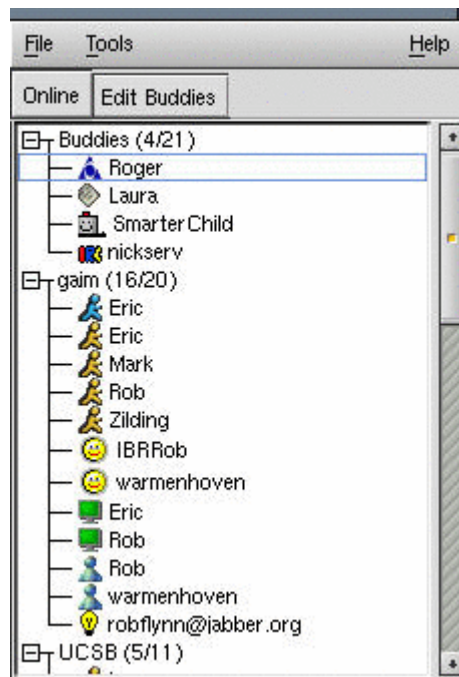 File Tools Help
Online Edit Buddies
Buddies (4/21)
Roger
Laura
SmarterChild
nickserv
gaim (16/20)
Eric
Eric
Mark
Rob
Zilding
IBRRob
warmenhoven
Eric
Rob
Rob
warmenhoven
robflynn@jabber.org
UCSB (5/11)